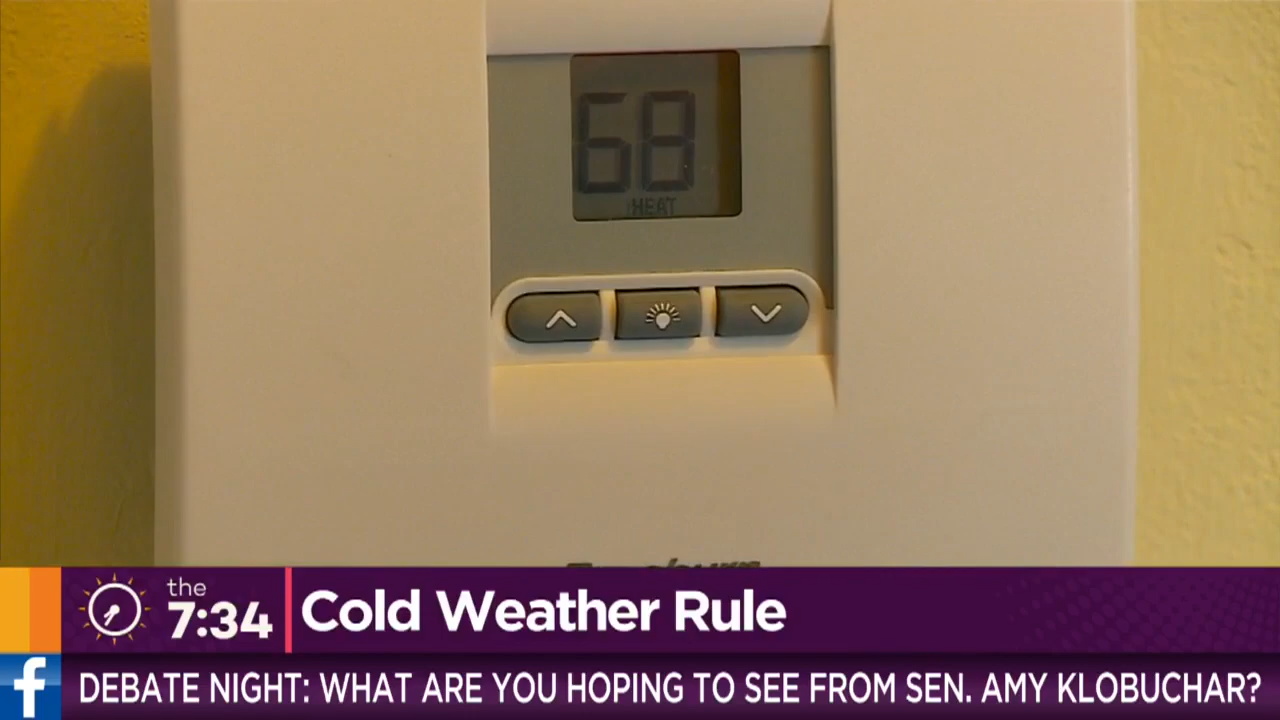 68
HEAT
the
7:34
Cold Weather Rule
DEBATE NIGHT: WHAT ARE YOU HOPING TO SEE FROM SEN. AMY KLOBUCHAR?